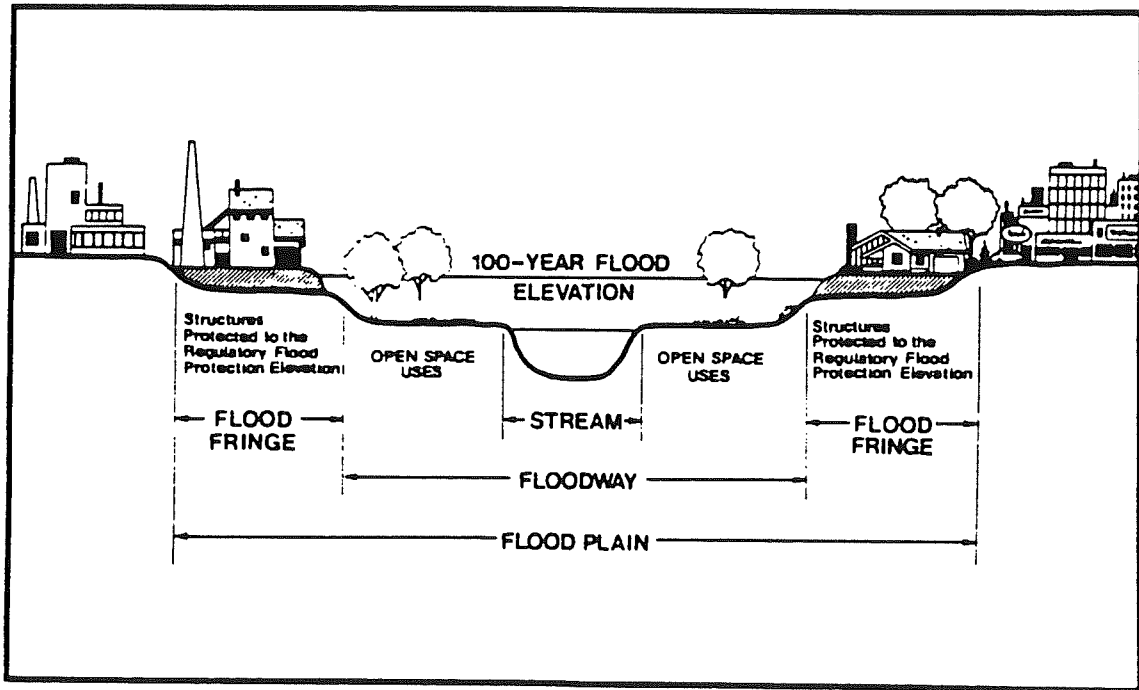 100-YEAR FLOOD
ELEVATION
Structures
Protected to the
Regulatory Flood
Protection Elevation
OPEN SPACE
USES
OPEN SPACE
USES
Structures
Protected to the
Regulatory Flood
Protection Elevation
FLOOD
FRINGE
STREAM
FLOOD
FRINGE
FLOODWAY
FLOOD PLAIN